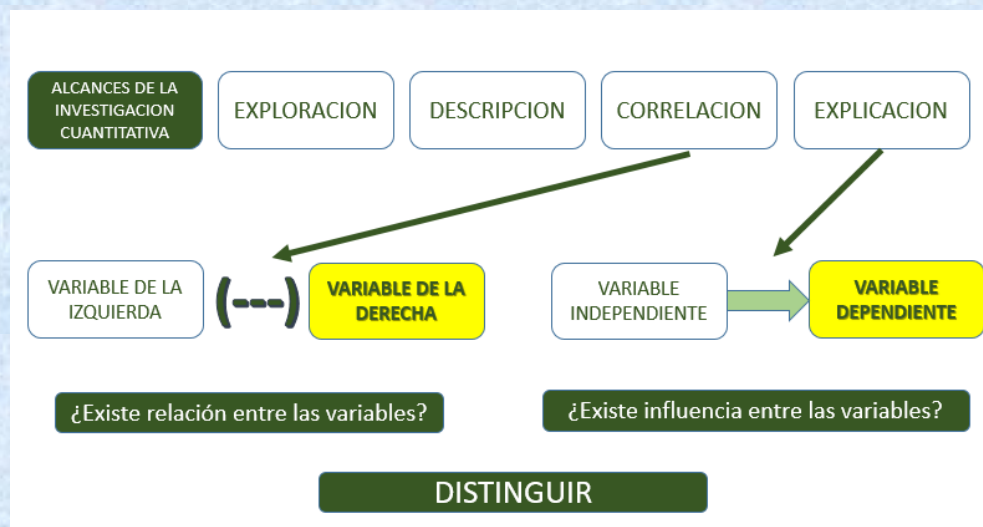 ALCANCES DE LA
INVESTIGACION
CUANTITATIVA
EXPLORACION
DESCRIPCION
CORRELACION
EXPLICACION
VARIABLE DE LA
IZQUIERDA
(---)
VARIABLE DE LA
DERECHA
VARIABLE
INDEPENDIENTE
VARIABLE
DEPENDIENTE
¿Existe relación entre las variables?
¿Existe influencia entre las variables?
DISTINGUIR